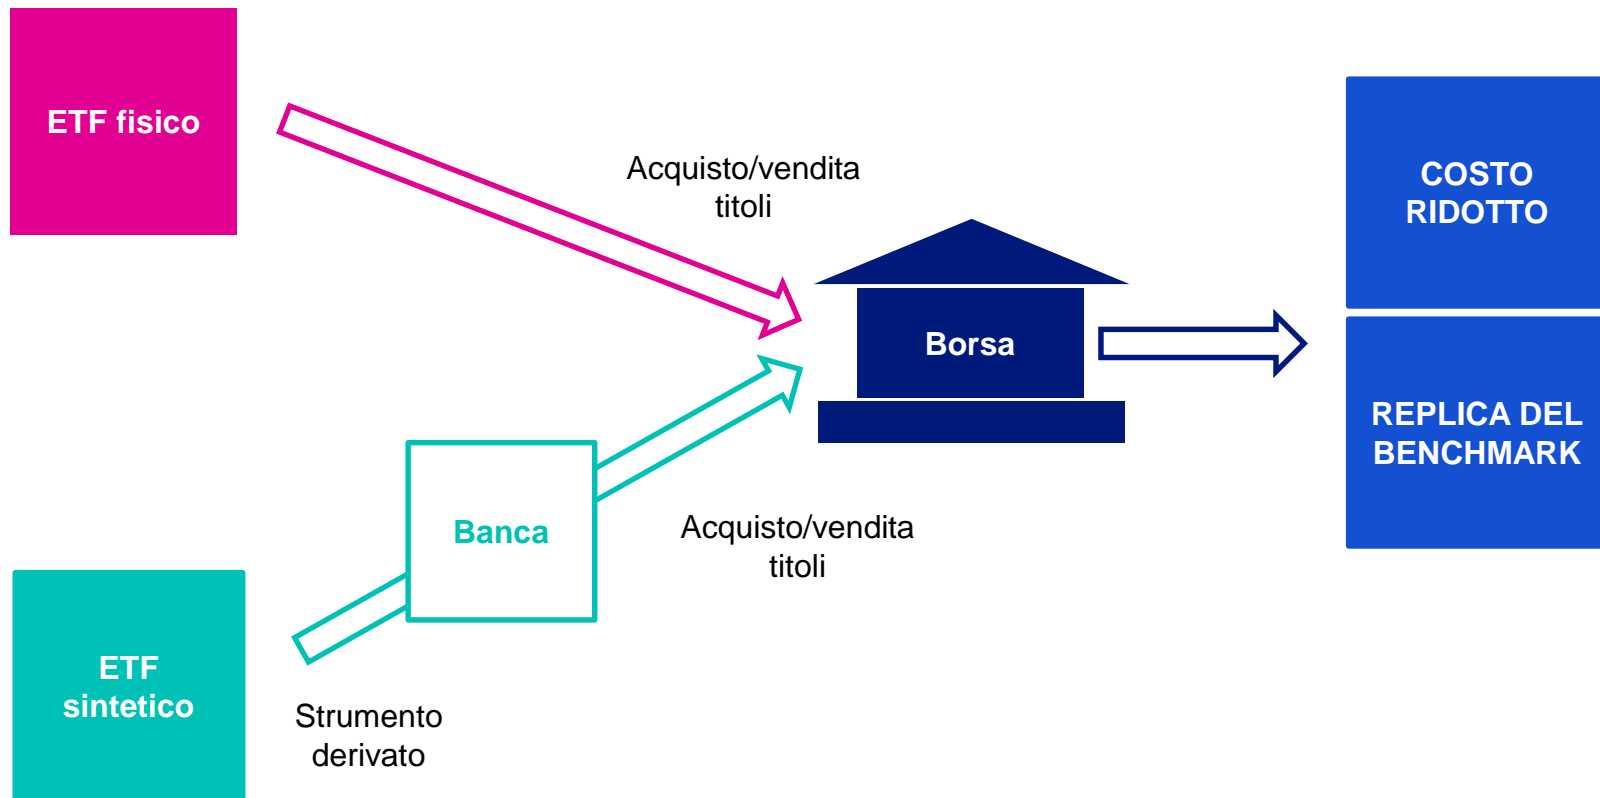 ETF fisico
Acquisto/vendita
titoli
COSTO
RIDOTTO
Borsa
REPLICA DEL
BENCHMARK
Banca
Acquisto/vendita
titoli
ETF
sintetico
Strumento
derivato